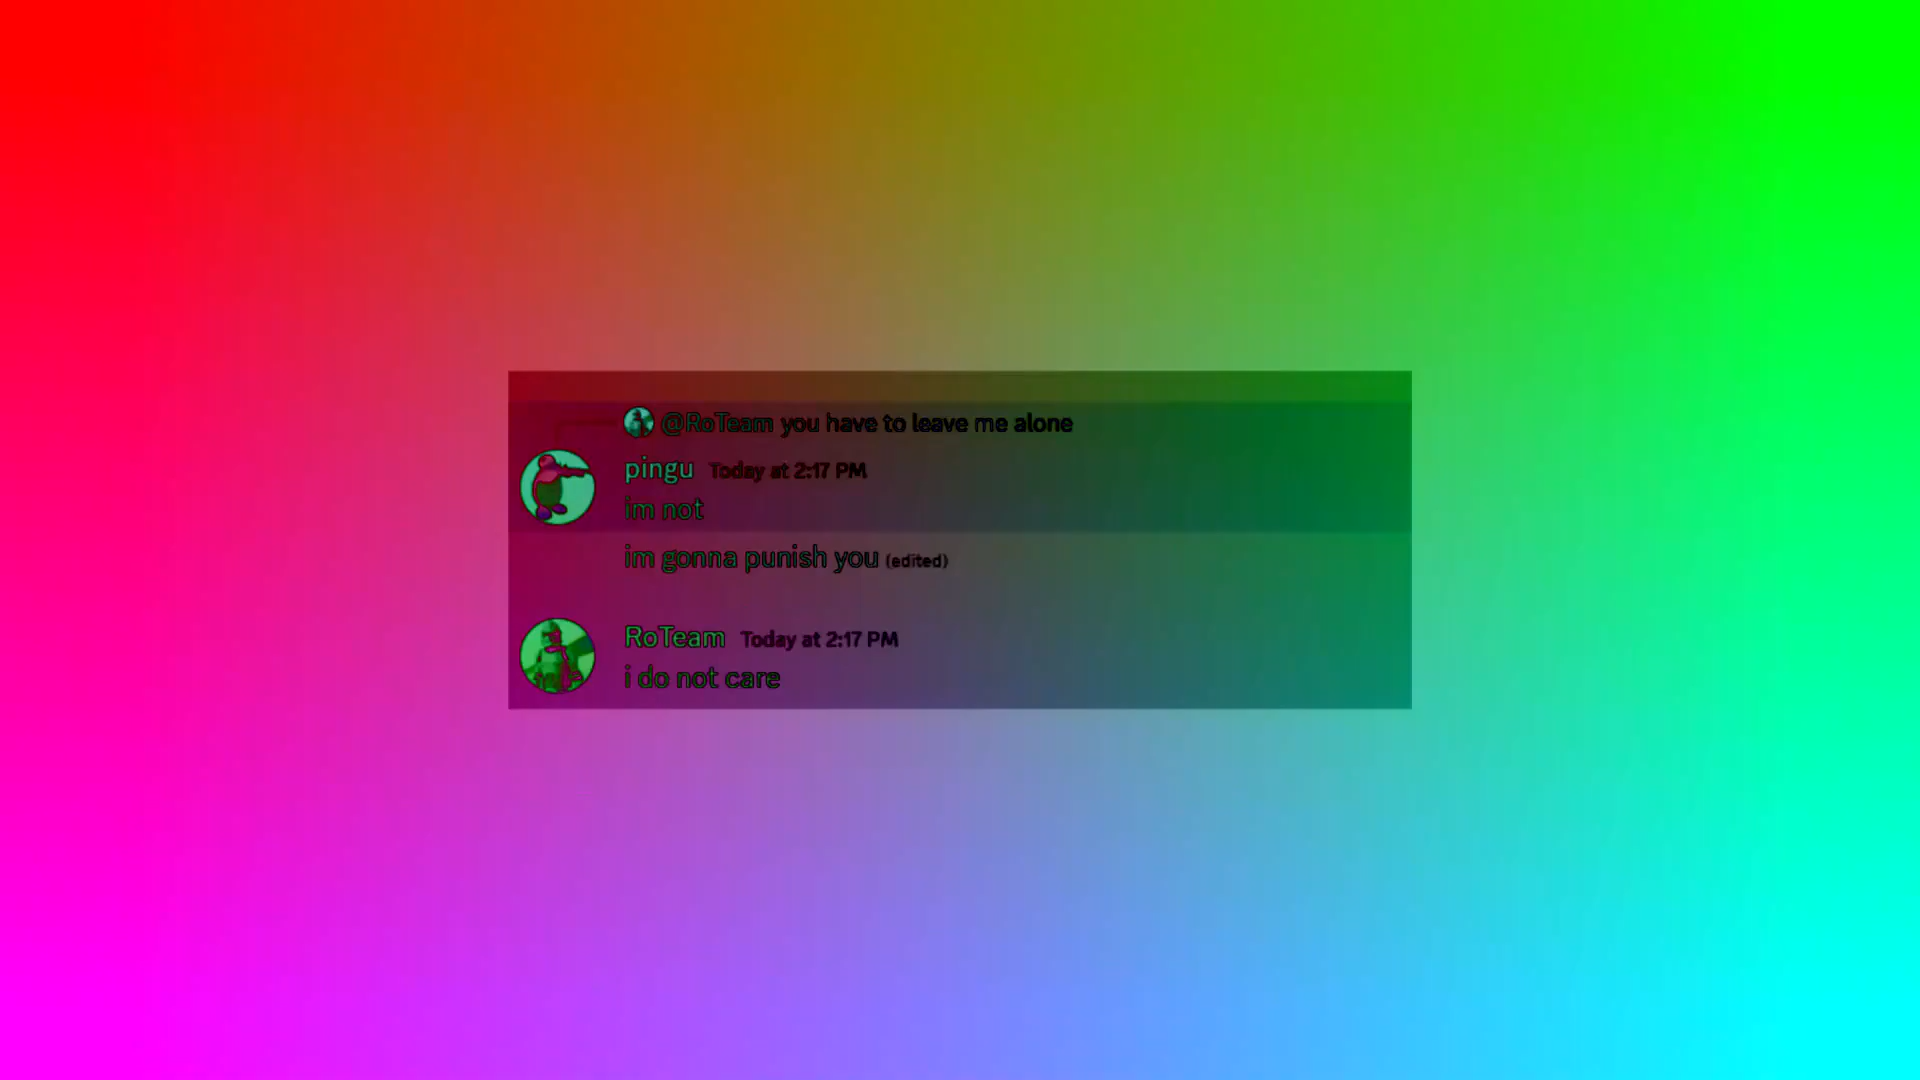 @RoTeam you have to leave me alone
pingu Today at 2:17 PM
im not
im gonna punish you (edited)
RoTeam Today at 2:17 PM
i do not care